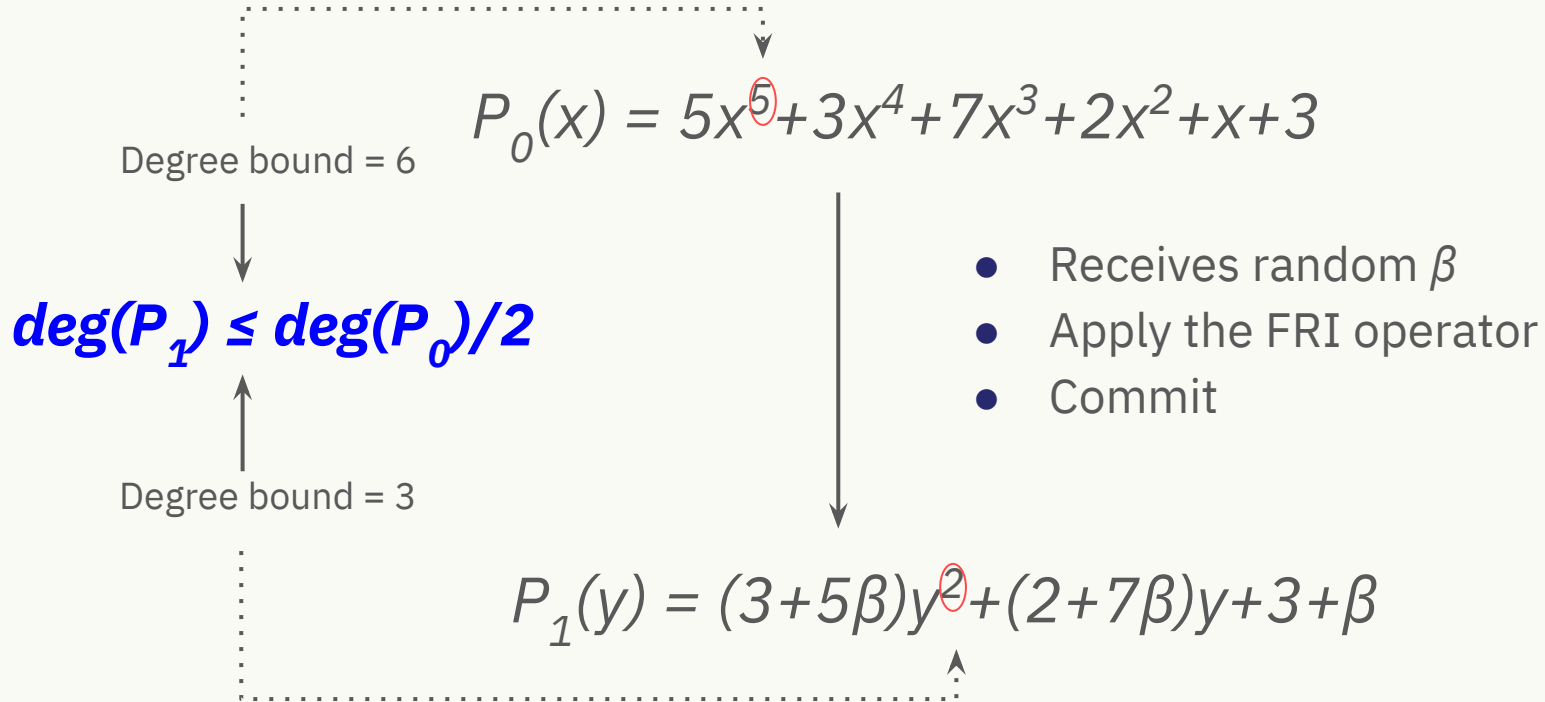 P₀(x) = 5x⁵+3x⁴+7x³+2x²+x+3
Degree bound = 6
● Receives random β
deg(P₁) ≤ deg(P₀)/2
● Apply the FRI operator
● Commit
Degree bound = 3
P₁(y) = (3+5β)y²+(2+7β)y+3+β